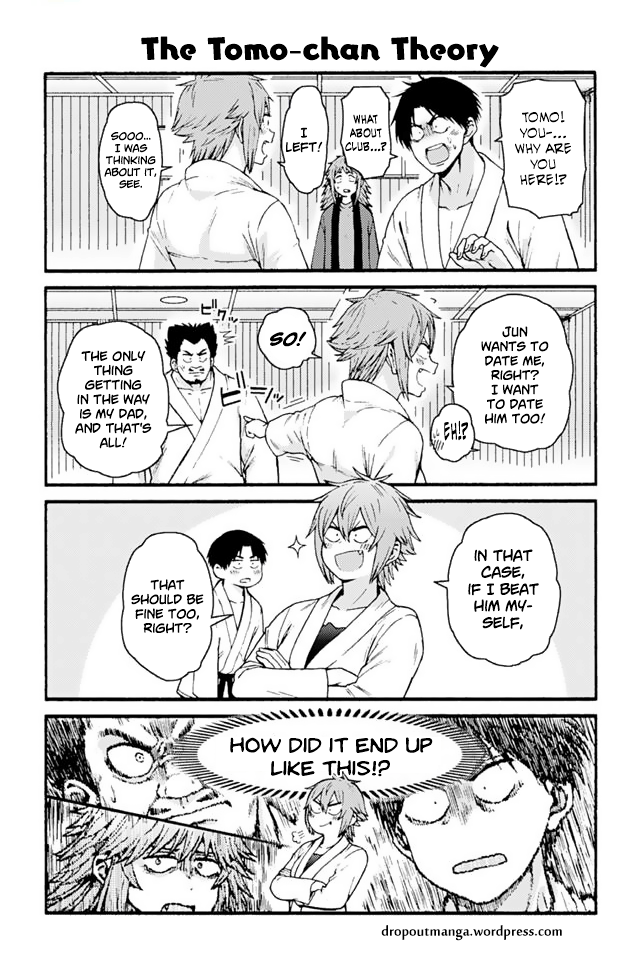 The Tomo-chan Theory
TOMO!
YOU-...
WHY ARE
YOU
HERE!?
WHAT
ABOUT
CLUB...?
I
LEFT!
SOOO...
I WAS
THINKING
ABOUT IT,
SEE.
JUN
WANTS TO
DATE ME,
RIGHT?
I WANT
TO DATE
HIM TOO!
EH!?
SO!
ビクッ
THE ONLY
THING
GETTING
IN THE WAY
IS MY DAD,
AND THAT'S
ALL!
IN THAT
CASE,
IF I BEAT
HIM MY-
SELF,
THAT
SHOULD BE
FINE TOO,
RIGHT?
HOW DID IT END UP
LIKE THIS!?
dropoutmanga.wordpress.com